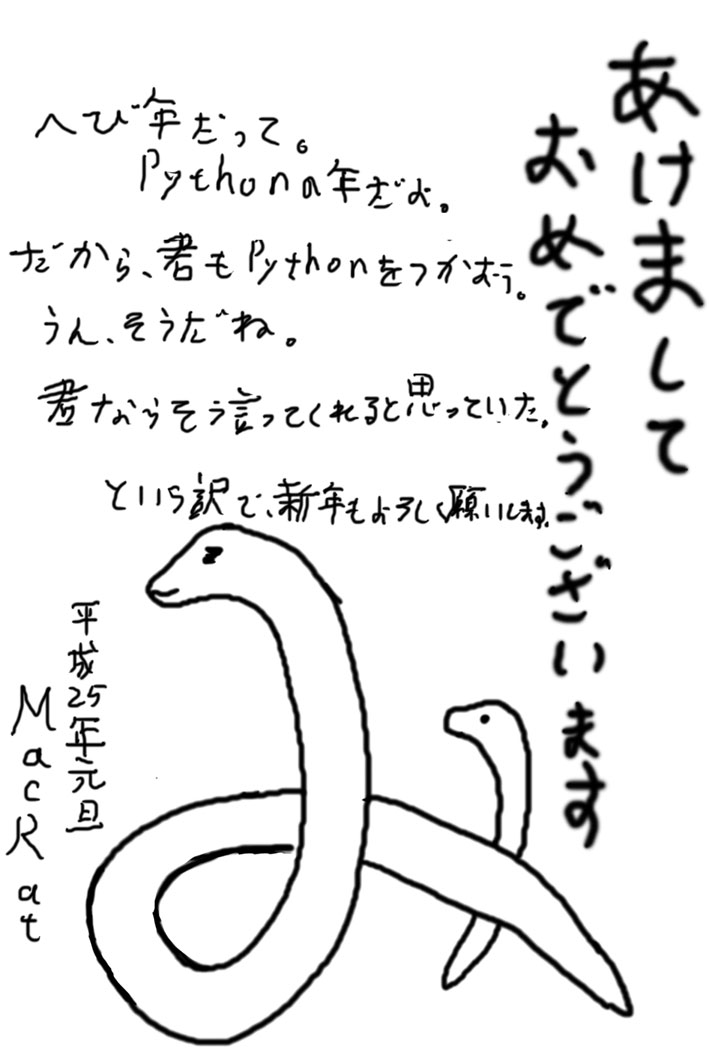 あけまして
おめでとうございます
へび年だって。
Pythonの年だよ。
だから、君もPythonをつかおう。
うん、そうだね。
君ならそう言ってくれると思っていた。
という訳で、新年もよろしく願いします。
平成25年元旦
MacRat